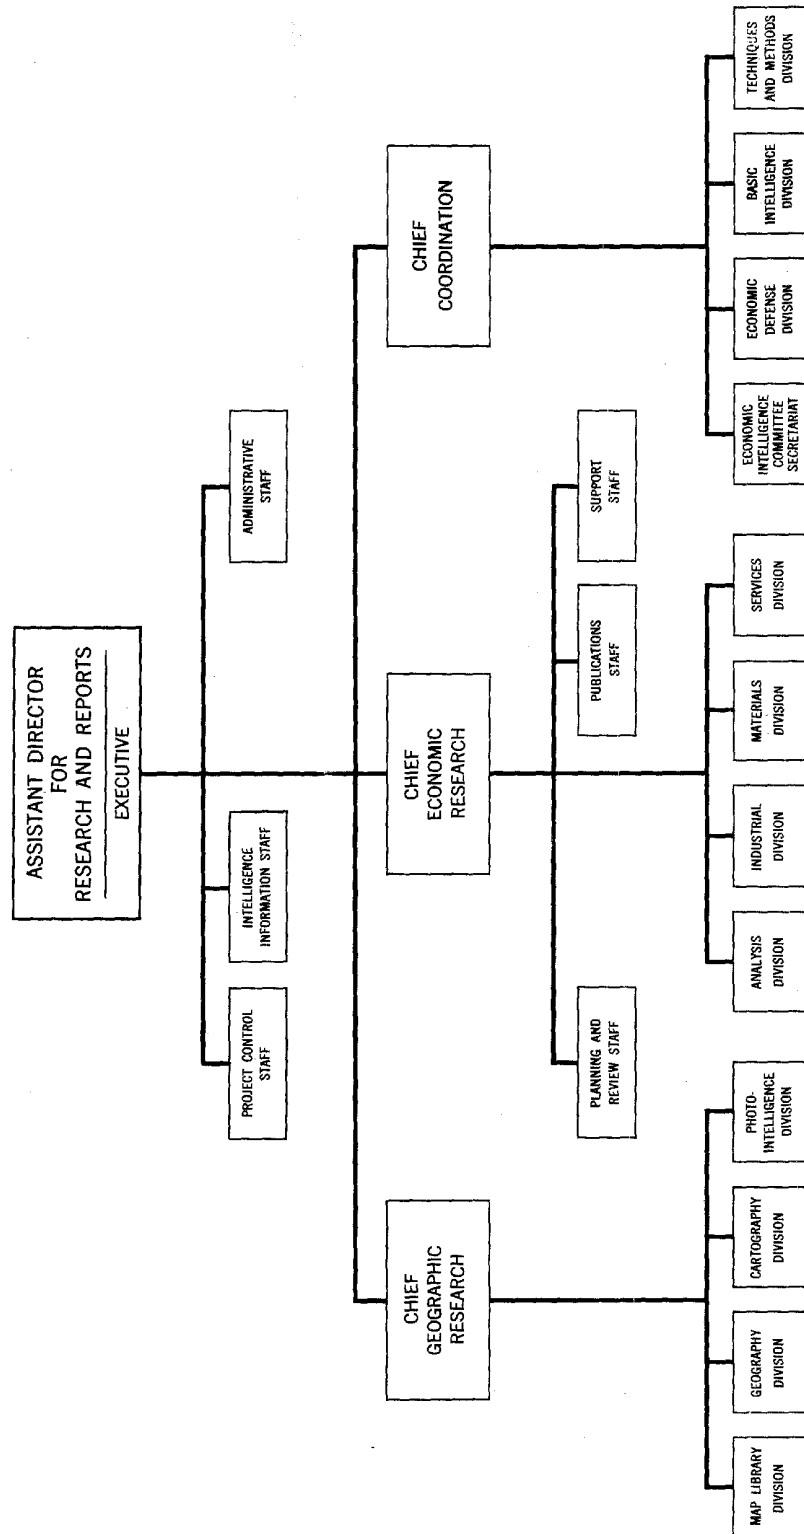 ASSISTANT DIRECTOR
FOR
RESEARCH AND REPORTS
EXECUTIVE
PROJECT CONTROL
STAFF
INTELLIGENCE
INFORMATION STAFF
ADMINISTRATIVE
STAFF
CHIEF
GEOGRAPHIC
RESEARCH
CHIEF
ECONOMIC
RESEARCH
CHIEF
COORDINATION
PLANNING AND
REVIEW STAFF
PUBLICATIONS
STAFF
SUPPORT
STAFF
MAP LIBRARY
DIVISION
GEOGRAPHY
DIVISION
CARTOGRAPHY
DIVISION
PHOTO-
INTELLIGENCE
DIVISION
ANALYSIS
DIVISION
INDUSTRIAL
DIVISION
MATERIALS
DIVISION
SERVICES
DIVISION
ECONOMIC
INTELLIGENCE
COMMITTEE
SECRETARIAT
ECONOMIC
DEFENSE
DIVISION
BASIC
INTELLIGENCE
DIVISION
TECHNIQUES
AND METHODS
DIVISION